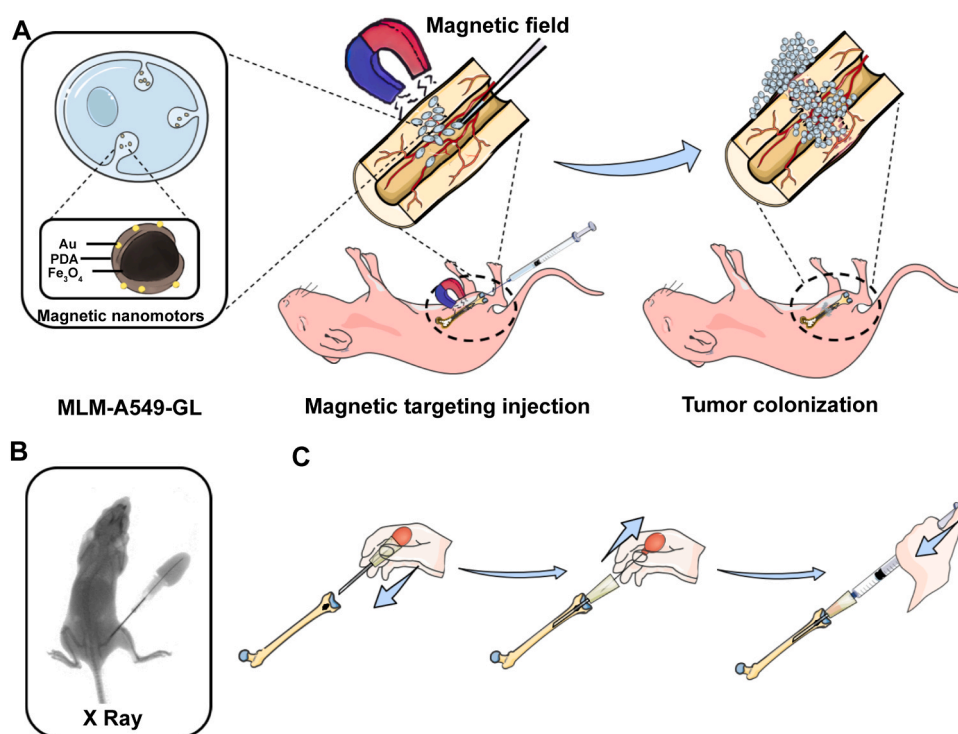 A
Magnetic field
Au
PDA
Fe₃O₄
Magnetic nanomotors
MLM-A549-GL
Magnetic targeting injection
Tumor colonization
B
C
X Ray